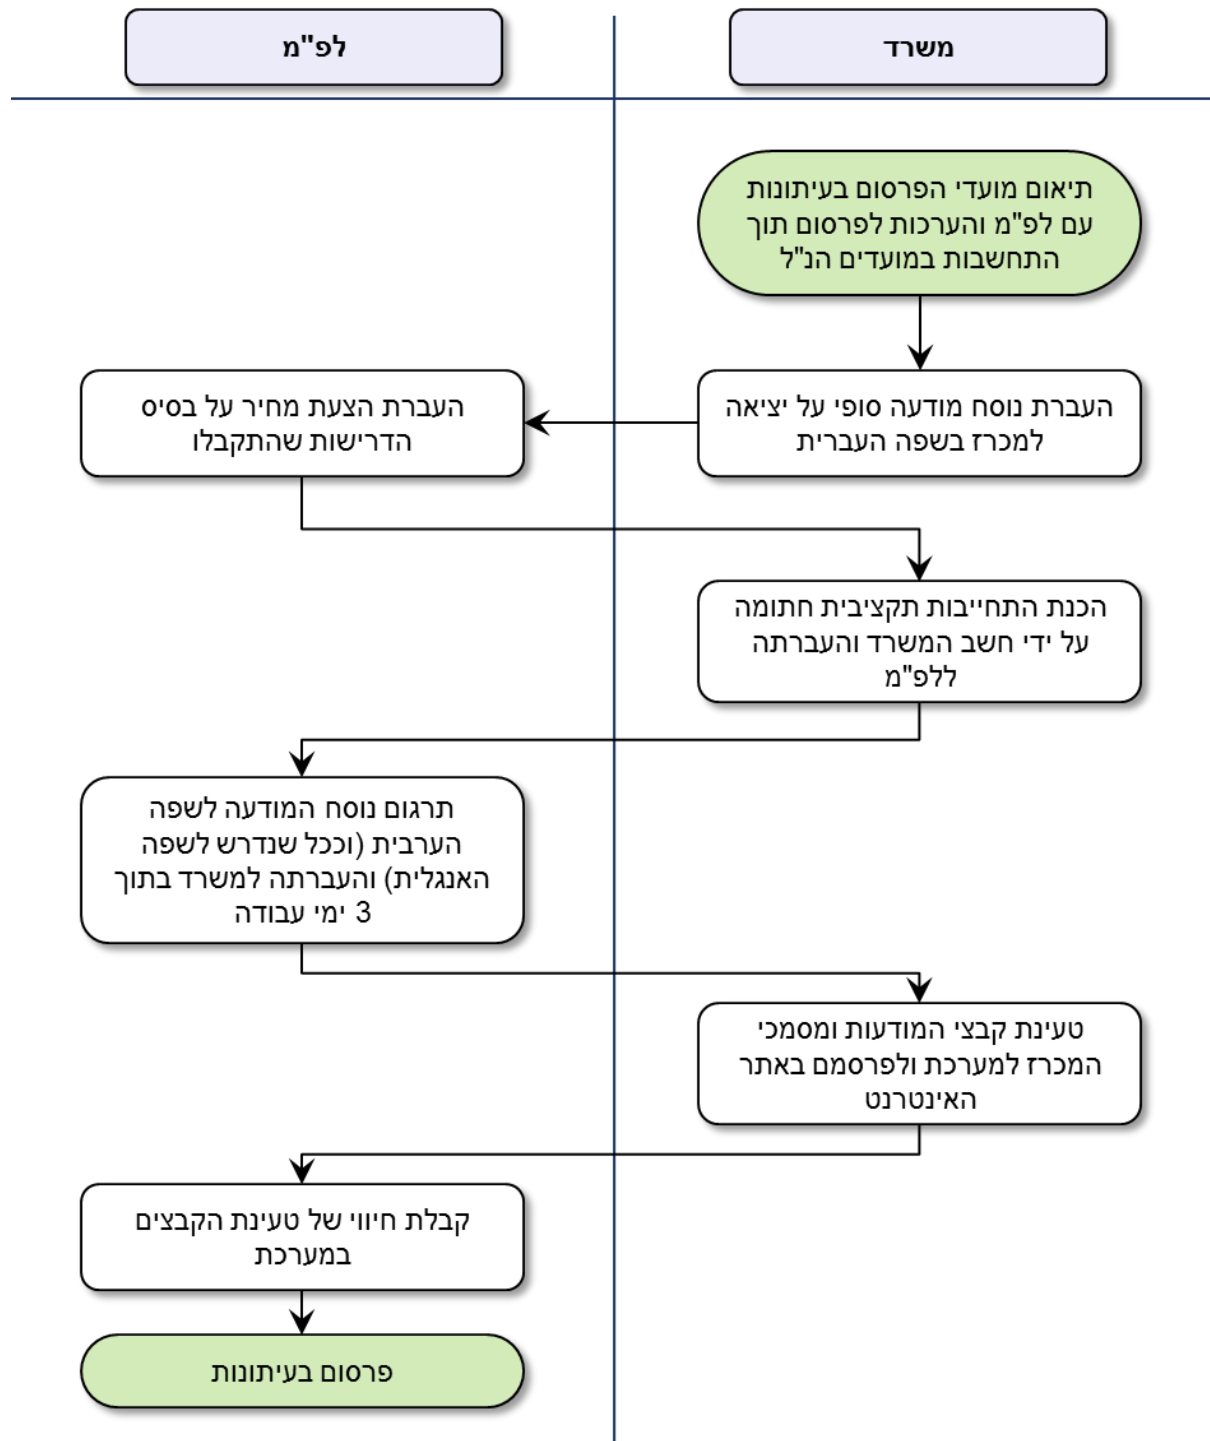 משרד
לפ"מ
תיאום מועדי הפרסום בעיתונות
עם לפ"מ והערכות לפרסום תוך
התחשבות במועדים הנ"ל
העברת נוסח מודעה סופי על יציאה
למכרז בשפה העברית
העברת הצעת מחיר על בסיס
הדרישות שהתקבלו
הכנת התחייבות תקציבית חתומה
על ידי חשב המשרד והעברתה
ללפ"מ
תרגום נוסח המודעה לשפה
הערבית (וככל שנדרש לשפה
האנגלית) והעברתה למשרד בתוך
3 ימי עבודה
טעינת קבצי המודעות ומסמכי
המכרז למערכת ולפרסמם באתר
האינטרנט
קבלת חיווי של טעינת הקבצים
במערכת
פרסום בעיתונות